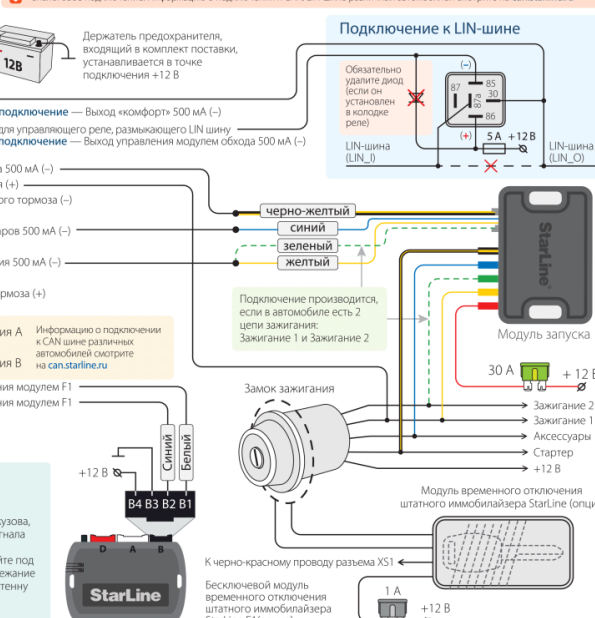 Держатель предохранителя,
входящий в комплект поставки,
устанавливается в точке
подключения +12 В
12В
Подключение к LIN-шине
Обязательно
удалите диод
(если он
установлен
в колодке
реле)
(–)
85
87
30
87a
86
(+)
5 А +12 В
LIN-шина
(LIN_I)
LIN-шина
(LIN_O)
подключение — Выход «комфорт» 500 мА (–)
для управляющего реле, размыкающего LIN шину
подключение — Выход управления модулем обхода 500 мА (–)
500 мА (–)
(+)
тормоза (–)
500 мА (–)
500 мА (–)
(+)
черно-желтый
синий
зеленый
желтый
StarLine
Модуль запуска
Подключение производится,
если в автомобиле есть 2
цепи зажигания:
Зажигание 1 и Зажигание 2
А
В
Информацию о подключении
к CAN шине различных
автомобилей смотрите
на can.starline.ru
30 А
+ 12 В
модулем F1
модулем F1
Замок зажигания
Зажигание 2
Зажигание 1
Аксессуары
Стартер
+12 В
Синий
Белый
+12 В
B4 B3 B2 B1
D A B
StarLine
Модуль временного отключения
штатного иммобилайзера StarLine
К черно-красному проводу разъема XS1
Бесключевой модуль
временного отключения
штатного иммобилайзера
1 А
+12 В